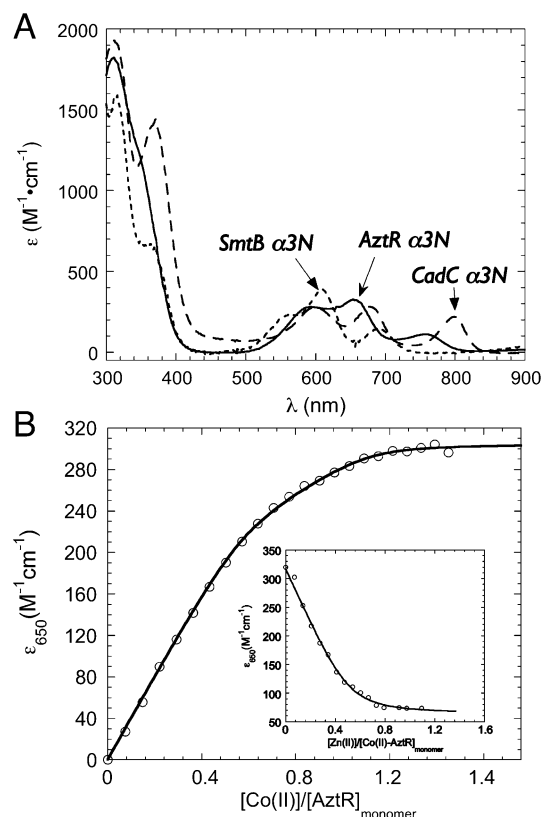 A
2000
1500
1000
500
0
ε (M⁻¹•cm⁻¹)
SmtB α3N
AztR α3N
CadC α3N
300 400 500 600 700 800 900
λ (nm)
B
320
280
240
200
160
120
80
40
0
ε₆₅₀(M⁻¹cm⁻¹)
350
300
250
200
150
100
50
ε₆₅₀(M⁻¹cm⁻¹)
0 0.4 0.8 1.2 1.6
[Zn(II)]/[Co(II)-AztR]monomer
0 0.4 0.8 1.2 1.4
[Co(II)]/[AztR]monomer